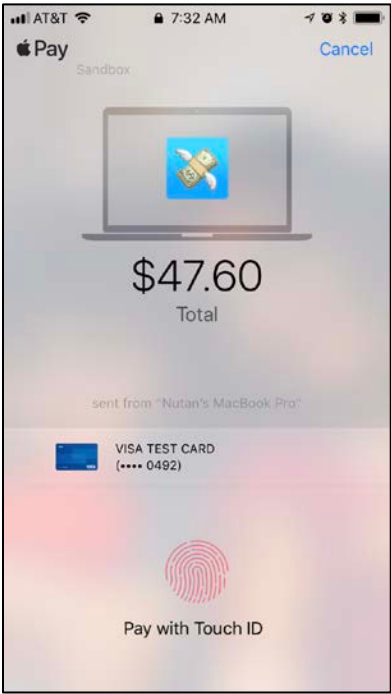 AT&T 7:32 AM
Pay Cancel
Sandbox
$47.60
Total
sent from "Nutan's MacBook Pro"
VISA TEST CARD
(•••• 0492)
Pay with Touch ID